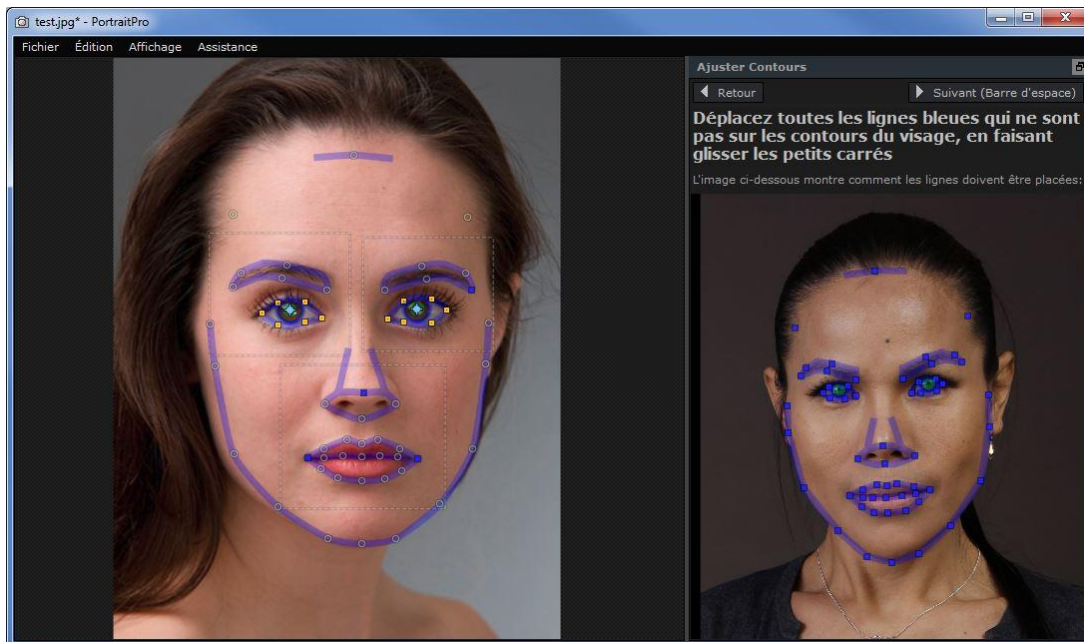 test.jpg* - PortraitPro
Fichier Édition Affichage Assistance
Ajuster Contours
Retour
Suivant (Barre d'espace)
Déplacez toutes les lignes bleues qui ne sont
pas sur les contours du visage, en faisant
glisser les petits carrés
L'image ci-dessous montre comment les lignes doivent être placées: